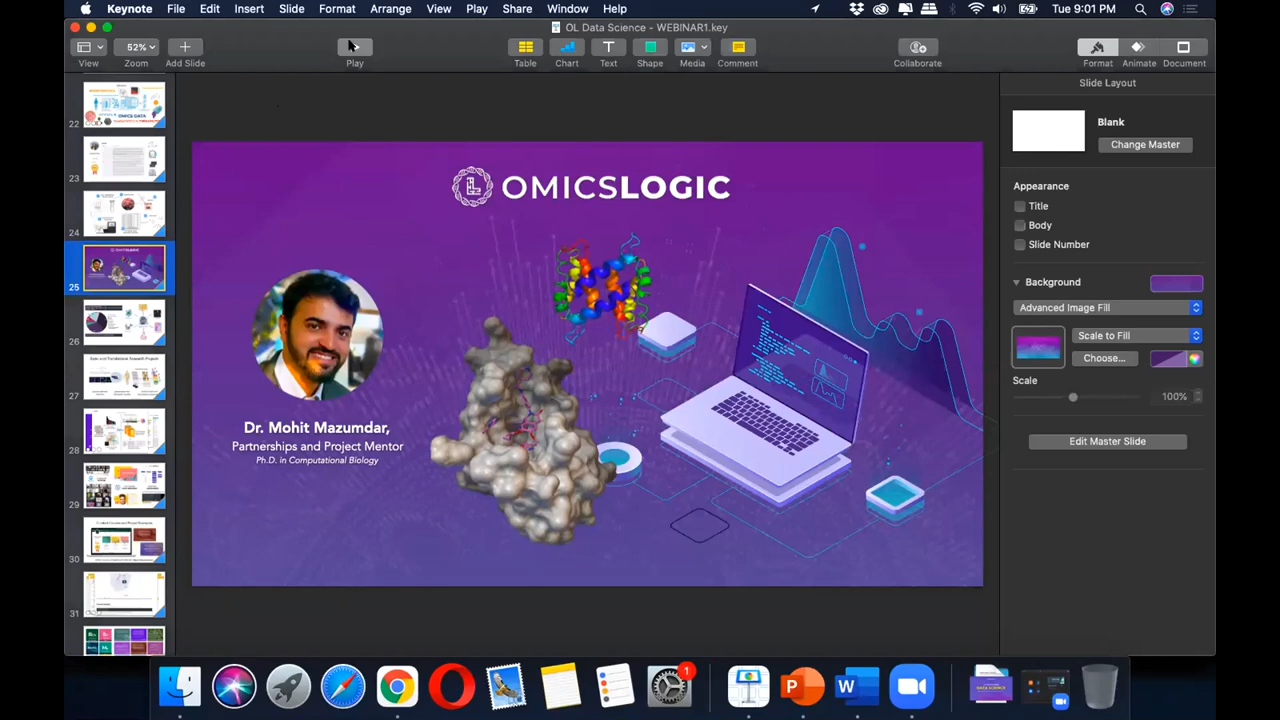 Keynote File Edit Insert Slide Format Arrange View Play Share Window Help Tue 9:01 PM
OL Data Science - WEBINAR1.key
52%
View Zoom Add Slide Play Table Chart Text Shape Media Comment Collaborate Format Animate Document
Slide Layout
Blank
Change Master
Appearance
Title
Body
Slide Number
Background
Advanced Image Fill
Scale to Fill
Choose...
Scale
100%
Edit Master Slide
22
OMICS DATA
23
24
25
26
27
28
29
30
31
OMICSLOGIC
Dr. Mohit Mazumdar,
Partnerships and Project Mentor
Ph.D. in Computational Biology
1
P
W